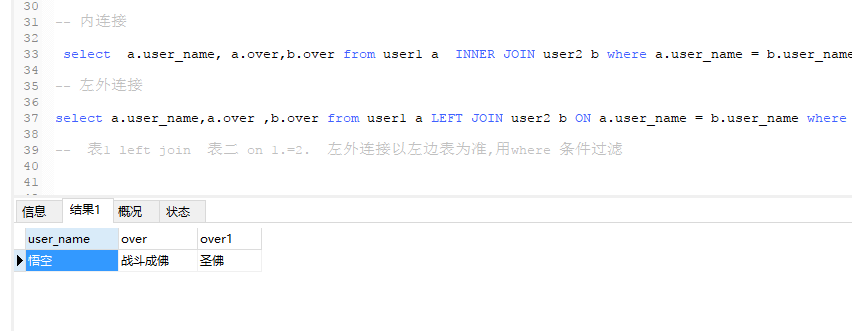 30
31 -- 内连接
32
33 select a.user_name, a.over,b.over from user1 a INNER JOIN user2 b where a.user_name = b.user_name
34
35 -- 左外连接
36
37 select a.user_name,a.over ,b.over from user1 a LEFT JOIN user2 b ON a.user_name = b.user_name where
38
39 -- 表1 left join 表二 on 1.=2. 左外连接以左边表为准,用where 条件过滤
40
41
信息 结果1 概况 状态
user_name over over1
悟空 战斗成佛 圣佛